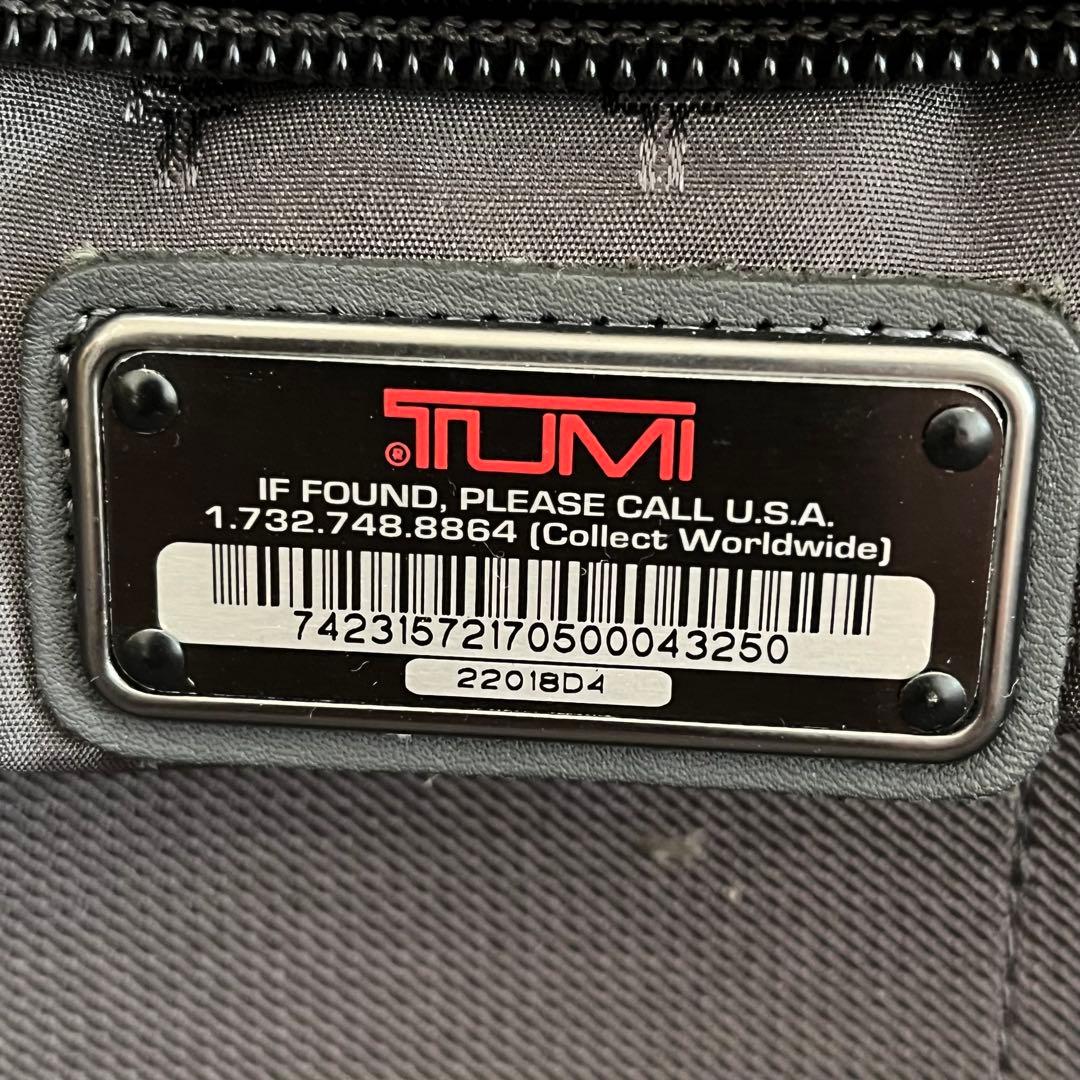 TUMI®
IF FOUND, PLEASE CALL U.S.A.
1.732.748.8864 (Collect Worldwide)
74231572170500043250
22018D4